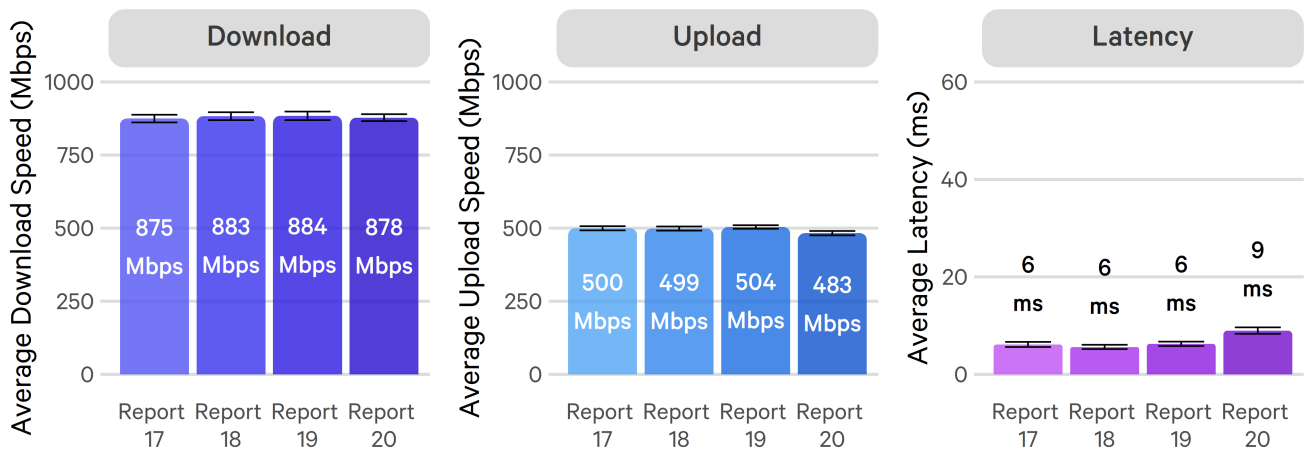 Download
Average Download Speed (Mbps)
1000
750
500
250
0
875
Mbps
883
Mbps
884
Mbps
878
Mbps
Report
17
Report
18
Report
19
Report
20
Upload
Average Upload Speed (Mbps)
1000
750
500
250
0
500
Mbps
499
Mbps
504
Mbps
483
Mbps
Report
17
Report
18
Report
19
Report
20
Latency
Average Latency (ms)
60
40
20
0
6
ms
6
ms
6
ms
9
ms
Report
17
Report
18
Report
19
Report
20